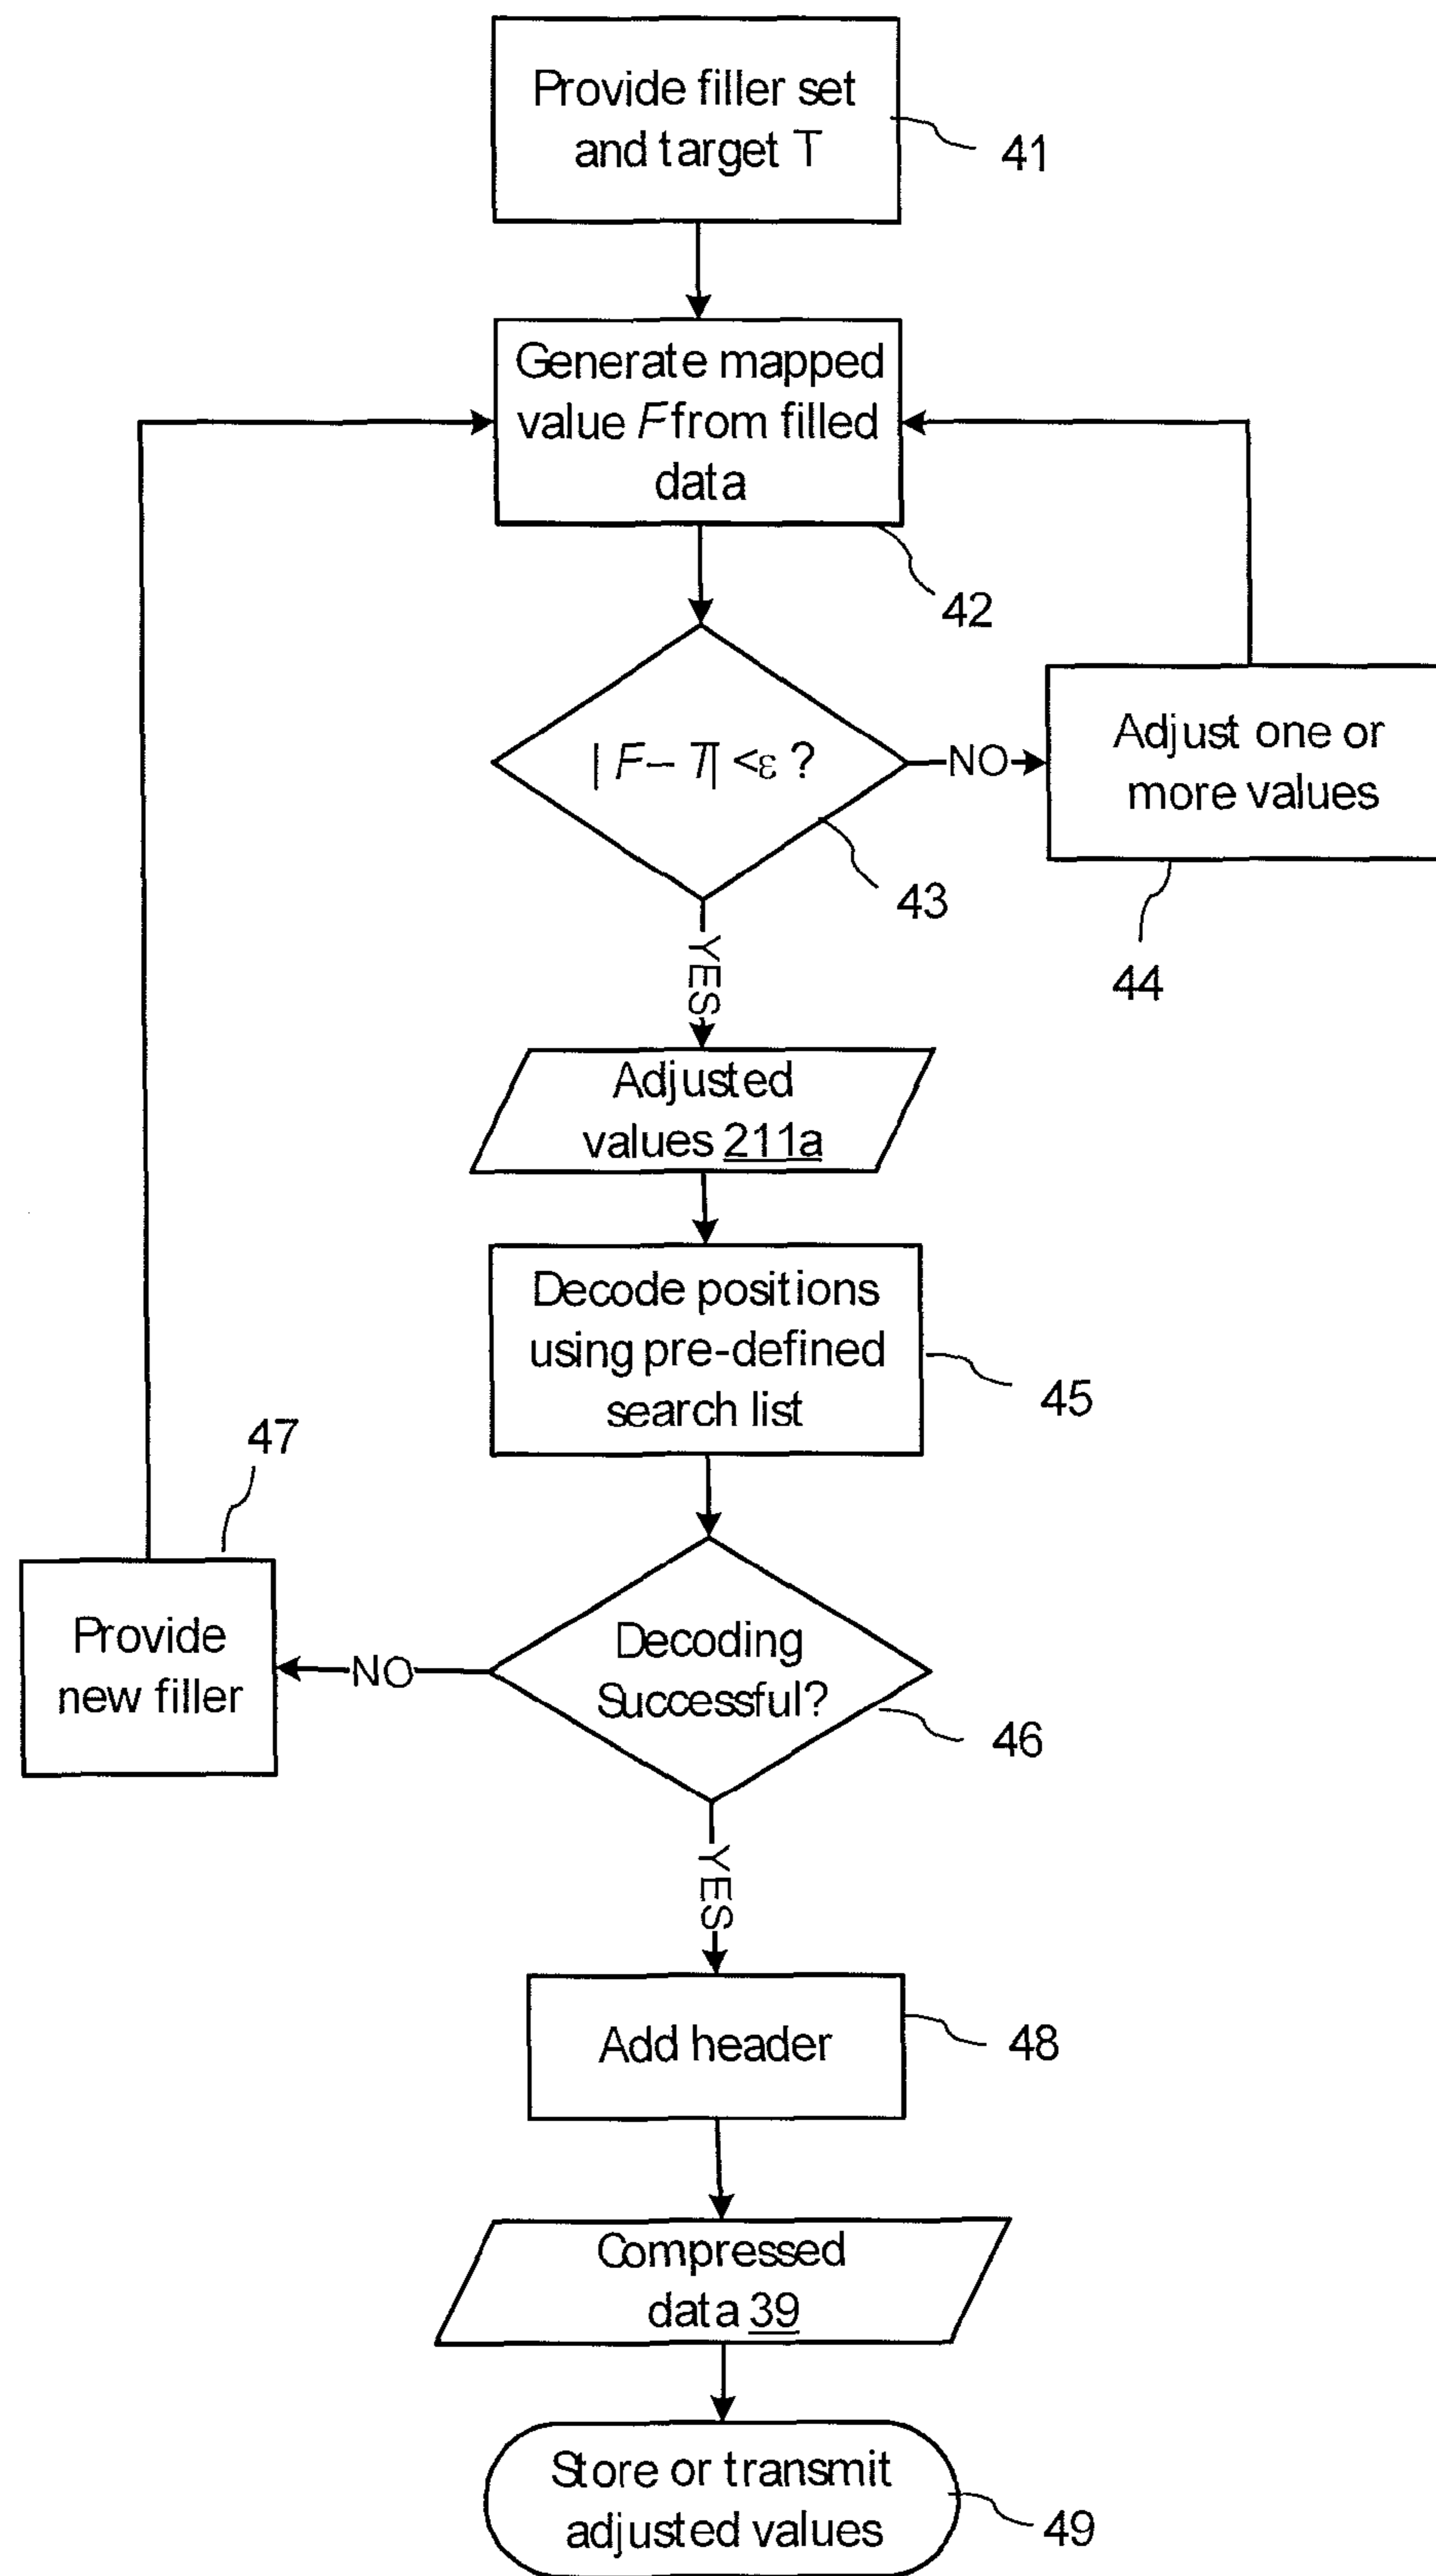 Provide filler set
and target T
41
Generate mapped
value F from filled
data
42
| F – T| <ε ?
NO
Adjust one or
more values
43
44
YES
Adjusted
values 211a
Decode positions
using pre-defined
search list
45
47
Provide
new filler
NO
Decoding
Successful?
46
YES
Add header
48
Compressed
data 39
Store or transmit
adjusted values
49